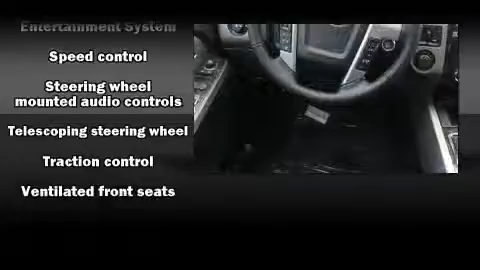 Entertainment System
Speed control
Steering wheel
mounted audio controls
Telescoping steering wheel
Traction control
Ventilated front seats